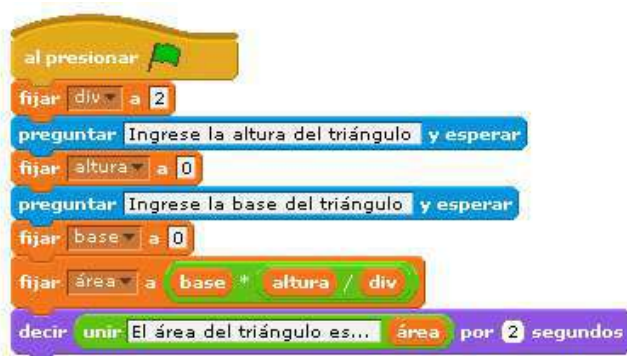 al presionar
fijar div a 2
preguntar Ingrese la altura del triángulo y esperar
fijar altura a 0
preguntar Ingrese la base del triángulo y esperar
fijar base a 0
fijar área a base * altura / div
decir unir El área del triángulo es... área por 2 segundos